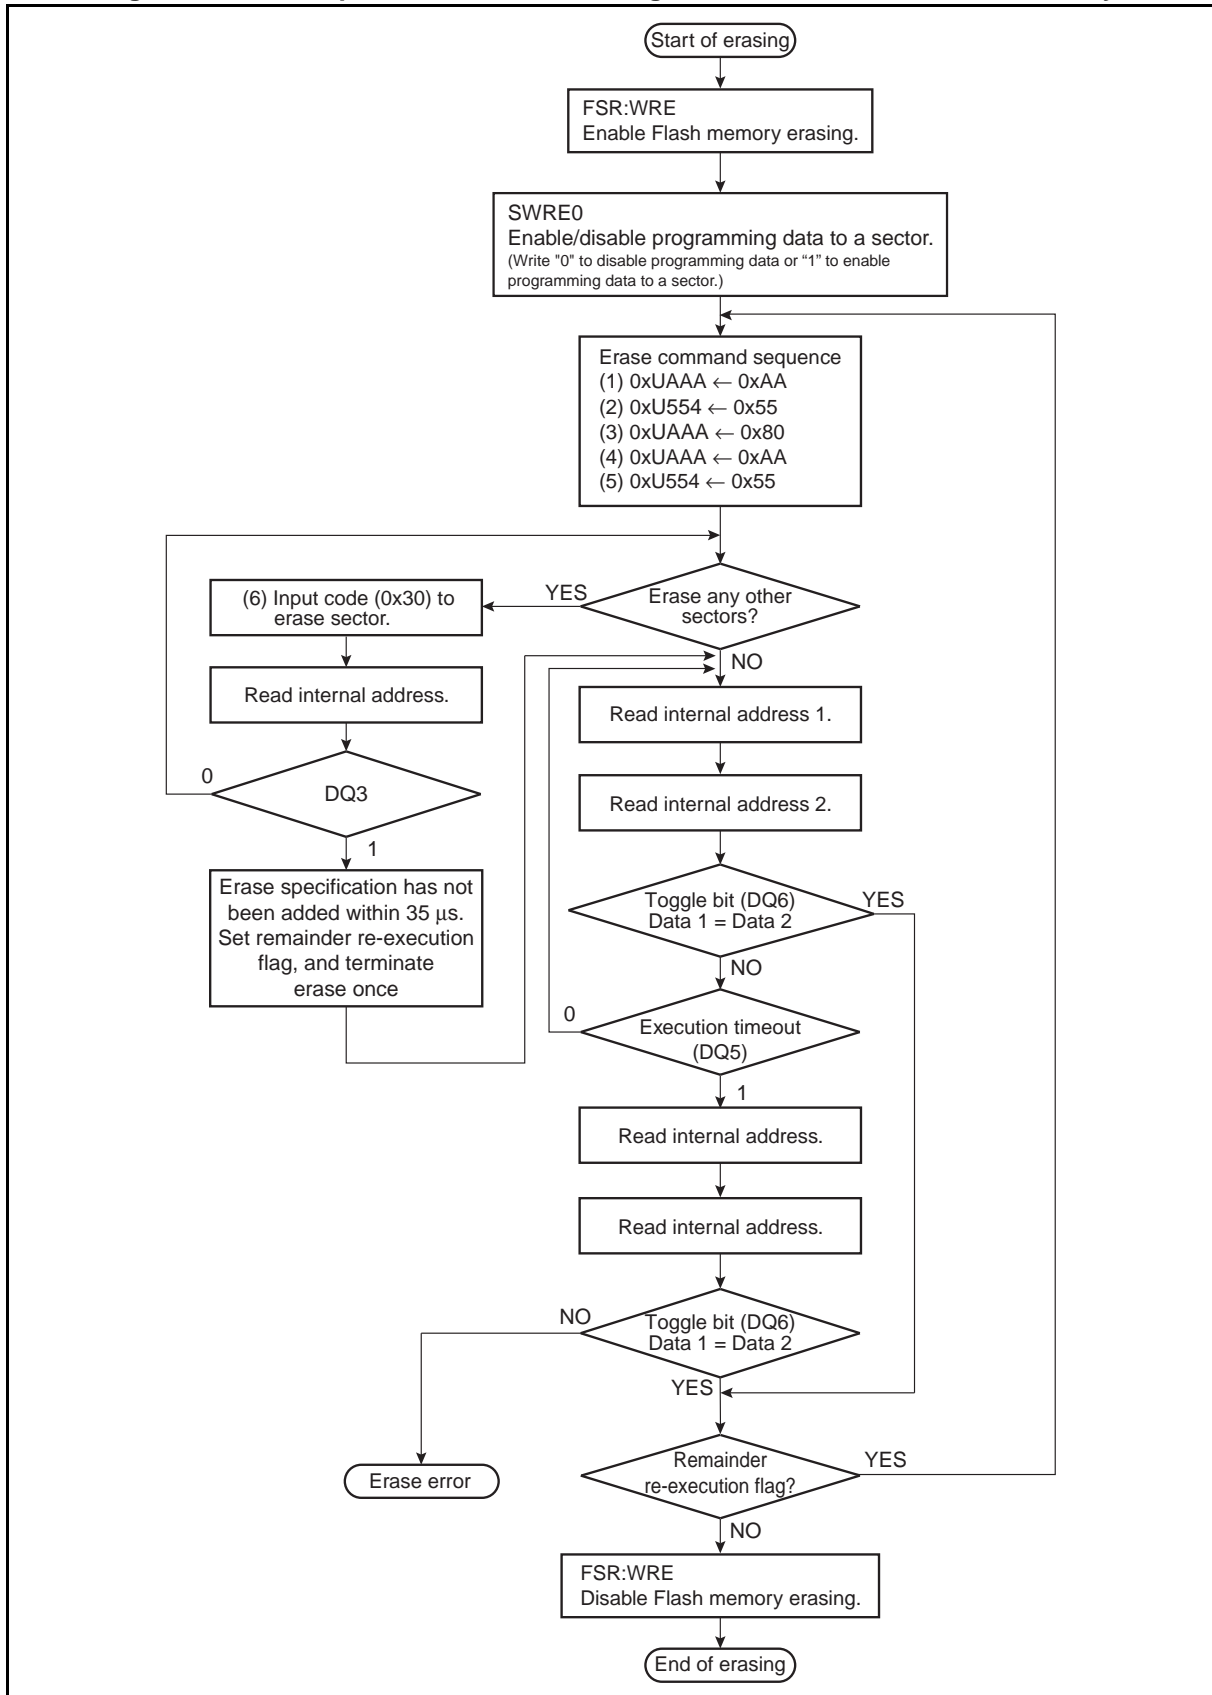 Start of erasing
FSR:WRE
Enable Flash memory erasing.
SWRE0
Enable/disable programming data to a sector.
(Write "0" to disable programming data or “1” to enable
programming data to a sector.)
Erase command sequence
(1) 0xUAAA ← 0xAA
(2) 0xU554 ← 0x55
(3) 0xUAAA ← 0x80
(4) 0xUAAA ← 0xAA
(5) 0xU554 ← 0x55
Erase any other
sectors?
YES
NO
(6) Input code (0x30) to
erase sector.
Read internal address.
DQ3
0
1
Erase specification has not
been added within 35 μs.
Set remainder re-execution
flag, and terminate
erase once
Read internal address 1.
Read internal address 2.
Toggle bit (DQ6)
Data 1 = Data 2
YES
NO
Execution timeout
(DQ5)
0
1
Read internal address.
Read internal address.
Toggle bit (DQ6)
Data 1 = Data 2
NO
YES
Erase error
Remainder
re-execution flag?
YES
NO
FSR:WRE
Disable Flash memory erasing.
End of erasing